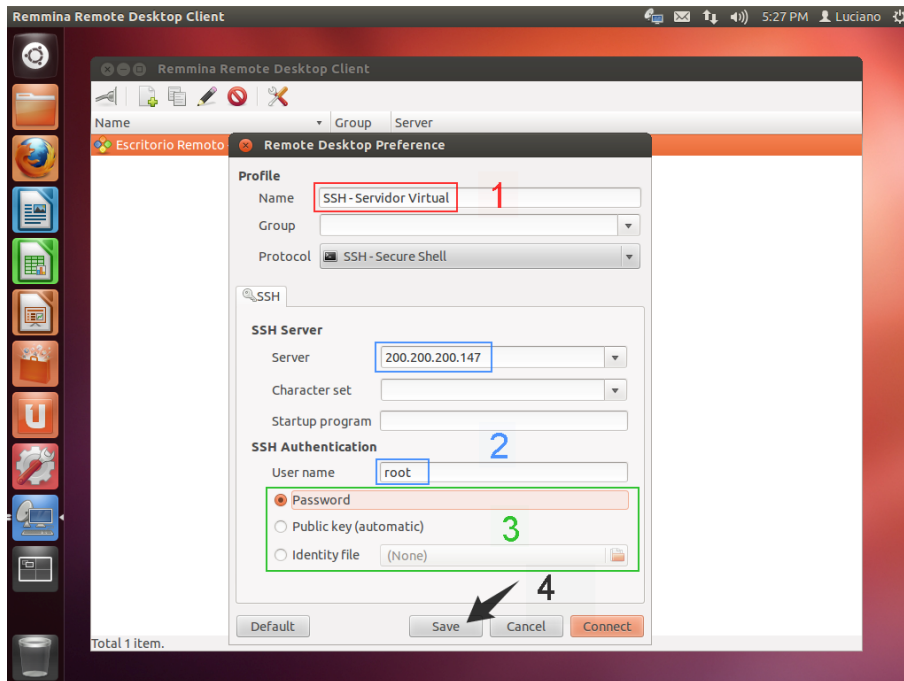 Remmina Remote Desktop Client 5:27 PM Luciano
Remmina Remote Desktop Client
Name Group Server
Escritorio Remoto
Remote Desktop Preference
Profile
Name SSH - Servidor Virtual 1
Group
Protocol SSH - Secure Shell
SSH
SSH Server
Server 200.200.200.147
Character set
Startup program
SSH Authentication 2
User name root
Password
Public key (automatic) 3
Identity file (None)
4
Default Save Cancel Connect
Total 1 item.